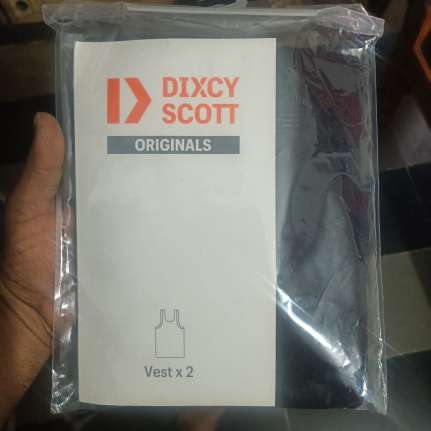 DIXCY
SCOTT
ORIGINALS
Vest x 2